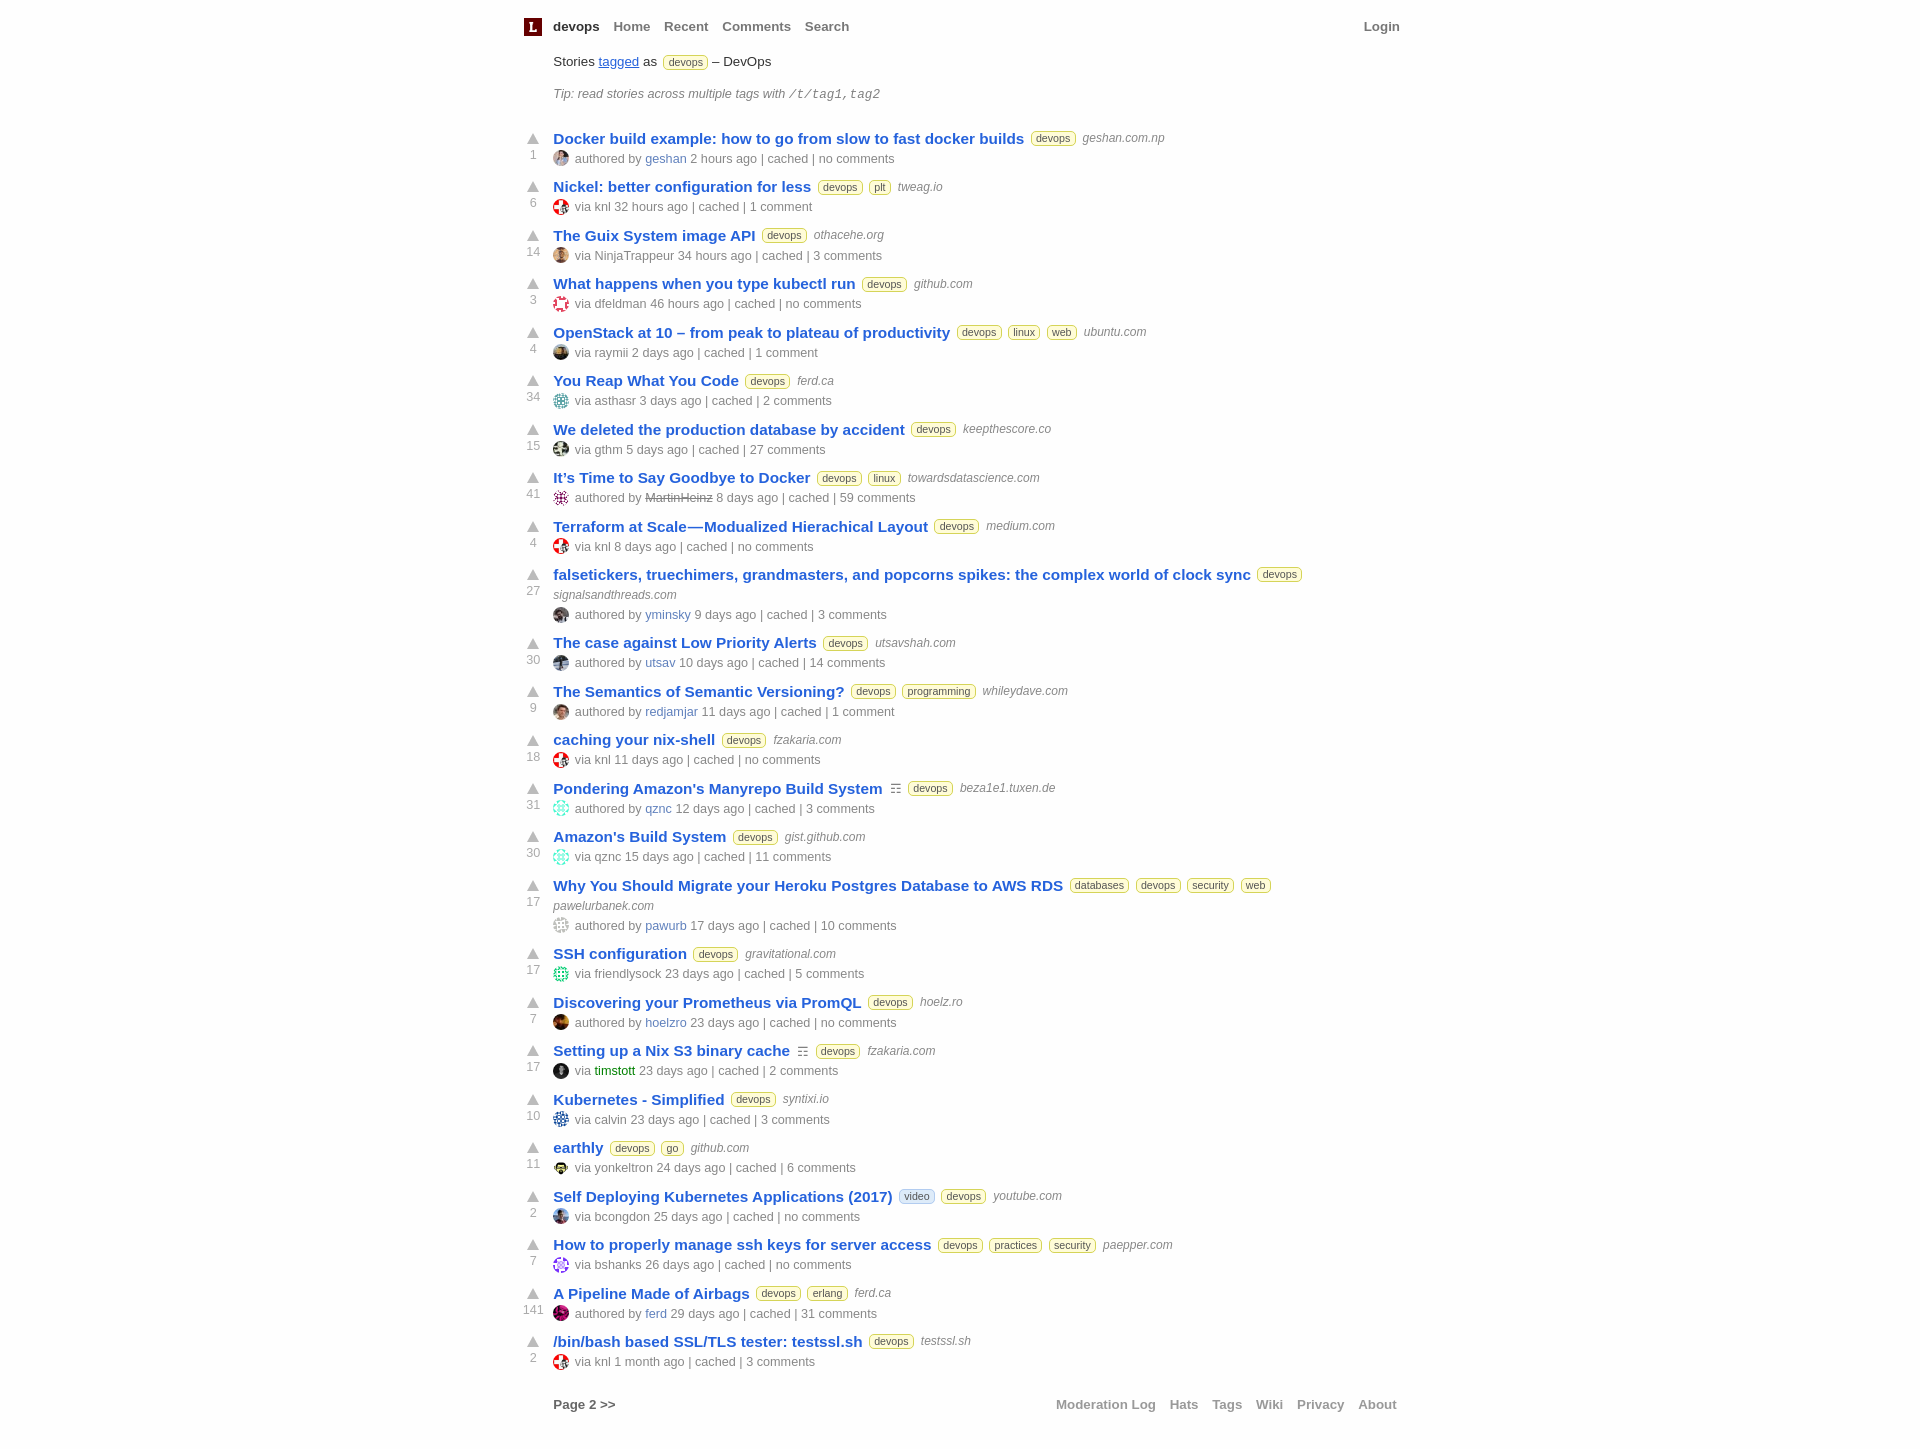 L devops Home Recent Comments Search Login
Stories tagged as devops – DevOps
Tip: read stories across multiple tags with /t/tag1,tag2
Docker build example: how to go from slow to fast docker builds devops geshan.com.np
1 authored by geshan 2 hours ago | cached | no comments
Nickel: better configuration for less devops plt tweag.io
6 via knl 32 hours ago | cached | 1 comment
The Guix System image API devops othacehe.org
14 via NinjaTrappeur 34 hours ago | cached | 3 comments
What happens when you type kubectl run devops github.com
3 via dfeldman 46 hours ago | cached | no comments
OpenStack at 10 – from peak to plateau of productivity devops linux web ubuntu.com
4 via raymii 2 days ago | cached | 1 comment
You Reap What You Code devops ferd.ca
34 via asthasr 3 days ago | cached | 2 comments
We deleted the production database by accident devops keepthescore.co
15 via gthm 5 days ago | cached | 27 comments
It’s Time to Say Goodbye to Docker devops linux towardsdatascience.com
41 authored by MartinHeinz 8 days ago | cached | 59 comments
Terraform at Scale — Modualized Hierachical Layout devops medium.com
4 via knl 8 days ago | cached | no comments
falsetickers, truechimers, grandmasters, and popcorns spikes: the complex world of clock sync devops
27 signalsandthreads.com
authored by yminsky 9 days ago | cached | 3 comments
The case against Low Priority Alerts devops utsavshah.com
30 authored by utsav 10 days ago | cached | 14 comments
The Semantics of Semantic Versioning? devops programming whileydave.com
9 authored by redjamjar 11 days ago | cached | 1 comment
caching your nix-shell devops fzakaria.com
18 via knl 11 days ago | cached | no comments
Pondering Amazon's Manyrepo Build System ☶ devops beza1e1.tuxen.de
31 authored by qznc 12 days ago | cached | 3 comments
Amazon's Build System devops gist.github.com
30 via qznc 15 days ago | cached | 11 comments
Why You Should Migrate your Heroku Postgres Database to AWS RDS databases devops security web
17 pawelurbanek.com
authored by pawurb 17 days ago | cached | 10 comments
SSH configuration devops gravitational.com
17 via friendlysock 23 days ago | cached | 5 comments
Discovering your Prometheus via PromQL devops hoelz.ro
7 authored by hoelzro 23 days ago | cached | no comments
Setting up a Nix S3 binary cache ☶ devops fzakaria.com
17 via timstott 23 days ago | cached | 2 comments
Kubernetes - Simplified devops syntixi.io
10 via calvin 23 days ago | cached | 3 comments
earthly devops go github.com
11 via yonkeltron 24 days ago | cached | 6 comments
Self Deploying Kubernetes Applications (2017) video devops youtube.com
2 via bcongdon 25 days ago | cached | no comments
How to properly manage ssh keys for server access devops practices security paepper.com
7 via bshanks 26 days ago | cached | no comments
A Pipeline Made of Airbags devops erlang ferd.ca
141 authored by ferd 29 days ago | cached | 31 comments
/bin/bash based SSL/TLS tester: testssl.sh devops testssl.sh
2 via knl 1 month ago | cached | 3 comments
Page 2 >> Moderation Log Hats Tags Wiki Privacy About